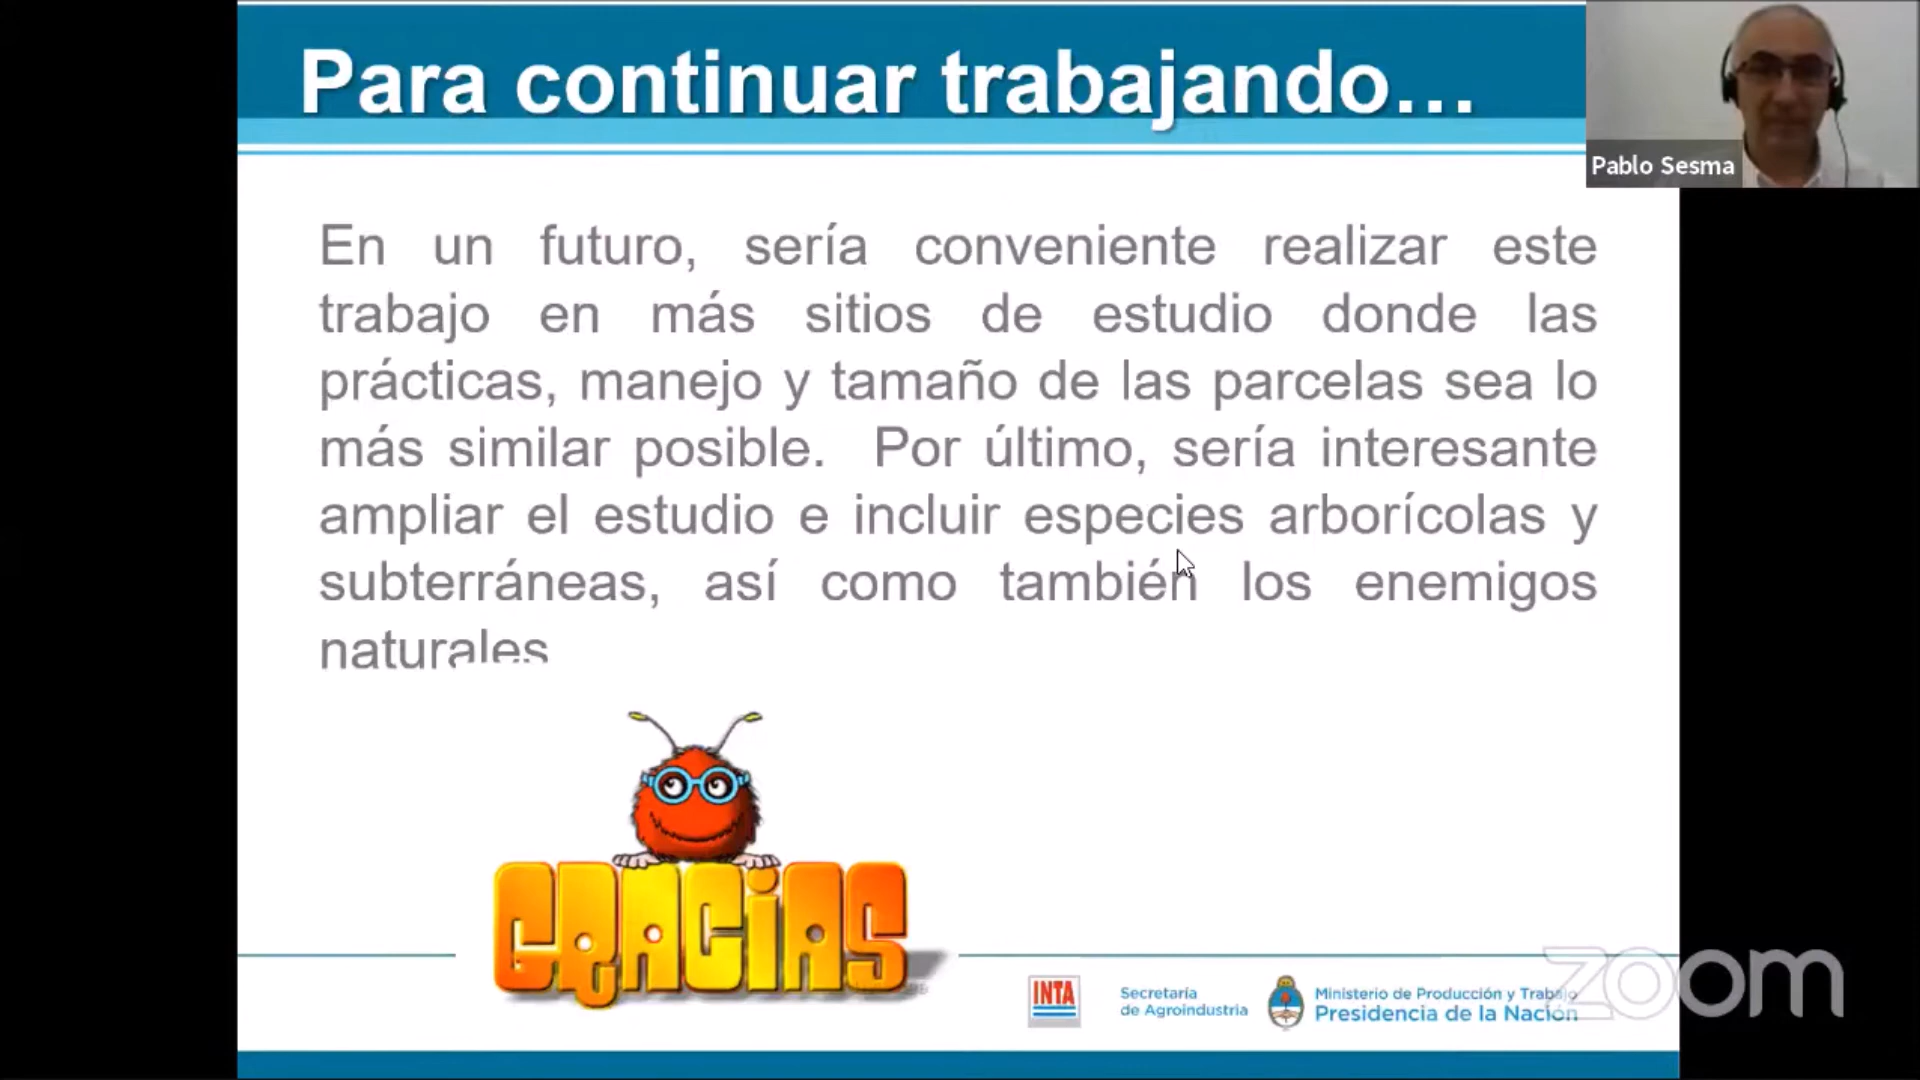 Para continuar trabajando...
Pablo Sesma
En un futuro, sería conveniente realizar este
trabajo en más sitios de estudio donde las
prácticas, manejo y tamaño de las parcelas sea lo
más similar posible. Por último, sería interesante
ampliar el estudio e incluir especies arborícolas y
subterráneas, así como también los enemigos
naturales
GRACIAS
INTA
Secretaría
de Agroindustria
Ministerio de Producción y Trabajo
Presidencia de la Nación
zoom